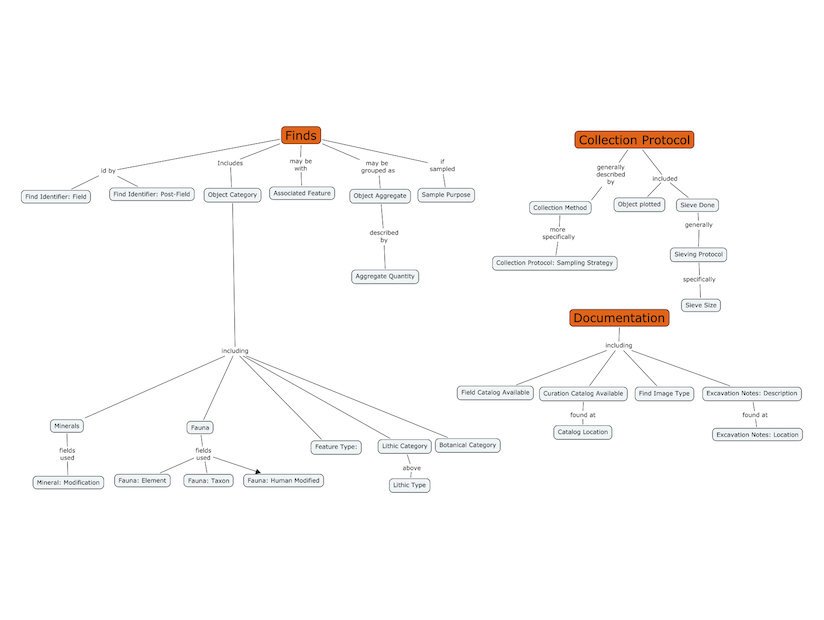 Finds
id by
Includes
may be
with
may be
grouped as
if
sampled
Find Identifier: Field
Find Identifier: Post-Field
Object Category
Associated Feature
Object Aggregate
Sample Purpose
described
by
Aggregate Quantity
including
Minerals
Fauna
Feature Type:
Lithic Category
Botanical Category
fields
used
fields
used
above
Mineral: Modification
Fauna: Element
Fauna: Taxon
Fauna: Human Modified
Lithic Type
Collection Protocol
generally
described
by
included
Collection Method
Object plotted
Sieve Done
more
specifically
generally
Collection Protocol: Sampling Strategy
Sieving Protocol
specifically
Sieve Size
Documentation
including
Field Catalog Available
Curation Catalog Available
Find Image Type
Excavation Notes: Description
found at
found at
Catalog Location
Excavation Notes: Location